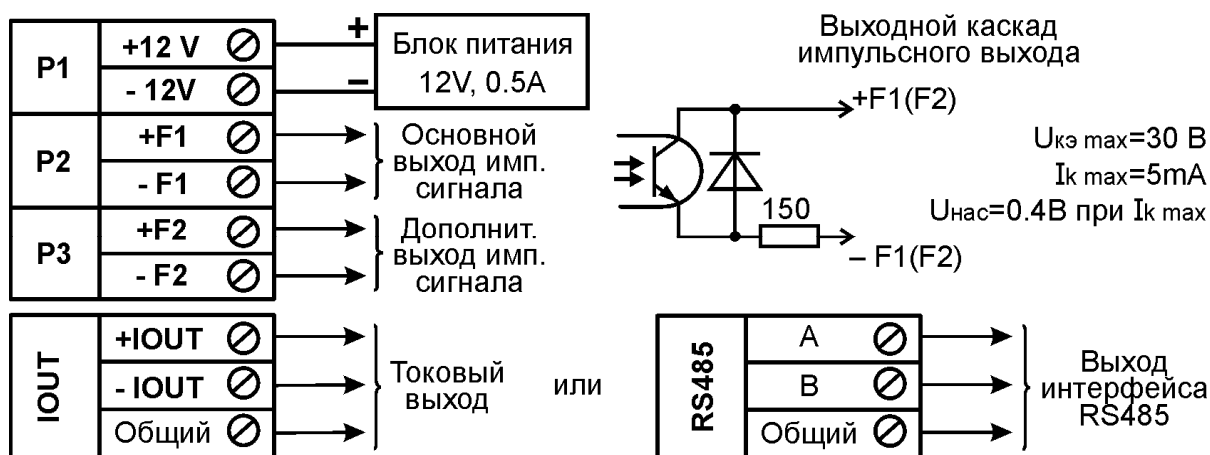 P1
+12 V
- 12V
+
–
Блок питания
12V, 0.5A
P2
+F1
- F1
Основной
выход имп.
сигнала
P3
+F2
- F2
Дополнит.
выход имп.
сигнала
Выходной каскад
импульсного выхода
+F1(F2)
150
– F1(F2)
Uкэ max=30 В
Ik max=5mA
Uнас=0.4В при Ik max
IOUT
+IOUT
- IOUT
Общий
Токовый
выход
или
RS485
A
B
Общий
Выход
интерфейса
RS485